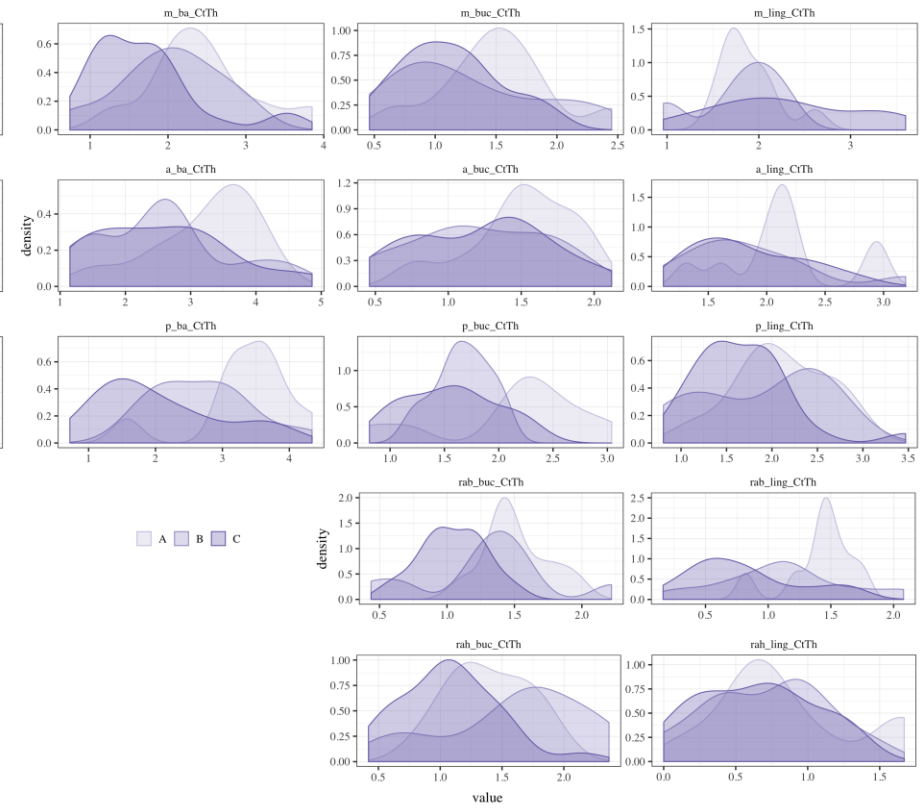 m_ba_CtTh
m_buc_CtTh
m_ling_CtTh
0.6
0.4
0.2
0.0
1 2 3 4
1.00
0.75
0.50
0.25
0.00
0.5 1.0 1.5 2.0 2.5
1.5
1.0
0.5
0.0
1 2 3
a_ba_CtTh
a_buc_CtTh
a_ling_CtTh
density
0.4
0.2
0.0
1 2 3 4 5
1.2
0.9
0.6
0.3
0.0
0.5 1.0 1.5 2.0
1.5
1.0
0.5
0.0
1.5 2.0 2.5 3.0
p_ba_CtTh
p_buc_CtTh
p_ling_CtTh
0.6
0.4
0.2
0.0
1 2 3 4
1.0
0.5
0.0
1.0 1.5 2.0 2.5 3.0
0.6
0.4
0.2
0.0
1.0 1.5 2.0 2.5 3.0 3.5
A B C
rab_buc_CtTh
rab_ling_CtTh
density
2.0
1.5
1.0
0.5
0.0
0.5 1.0 1.5 2.0
2.5
2.0
1.5
1.0
0.5
0.0
0.5 1.0 1.5 2.0
rah_buc_CtTh
rah_ling_CtTh
1.00
0.75
0.50
0.25
0.00
0.5 1.0 1.5 2.0
1.00
0.75
0.50
0.25
0.00
0.0 0.5 1.0 1.5
value